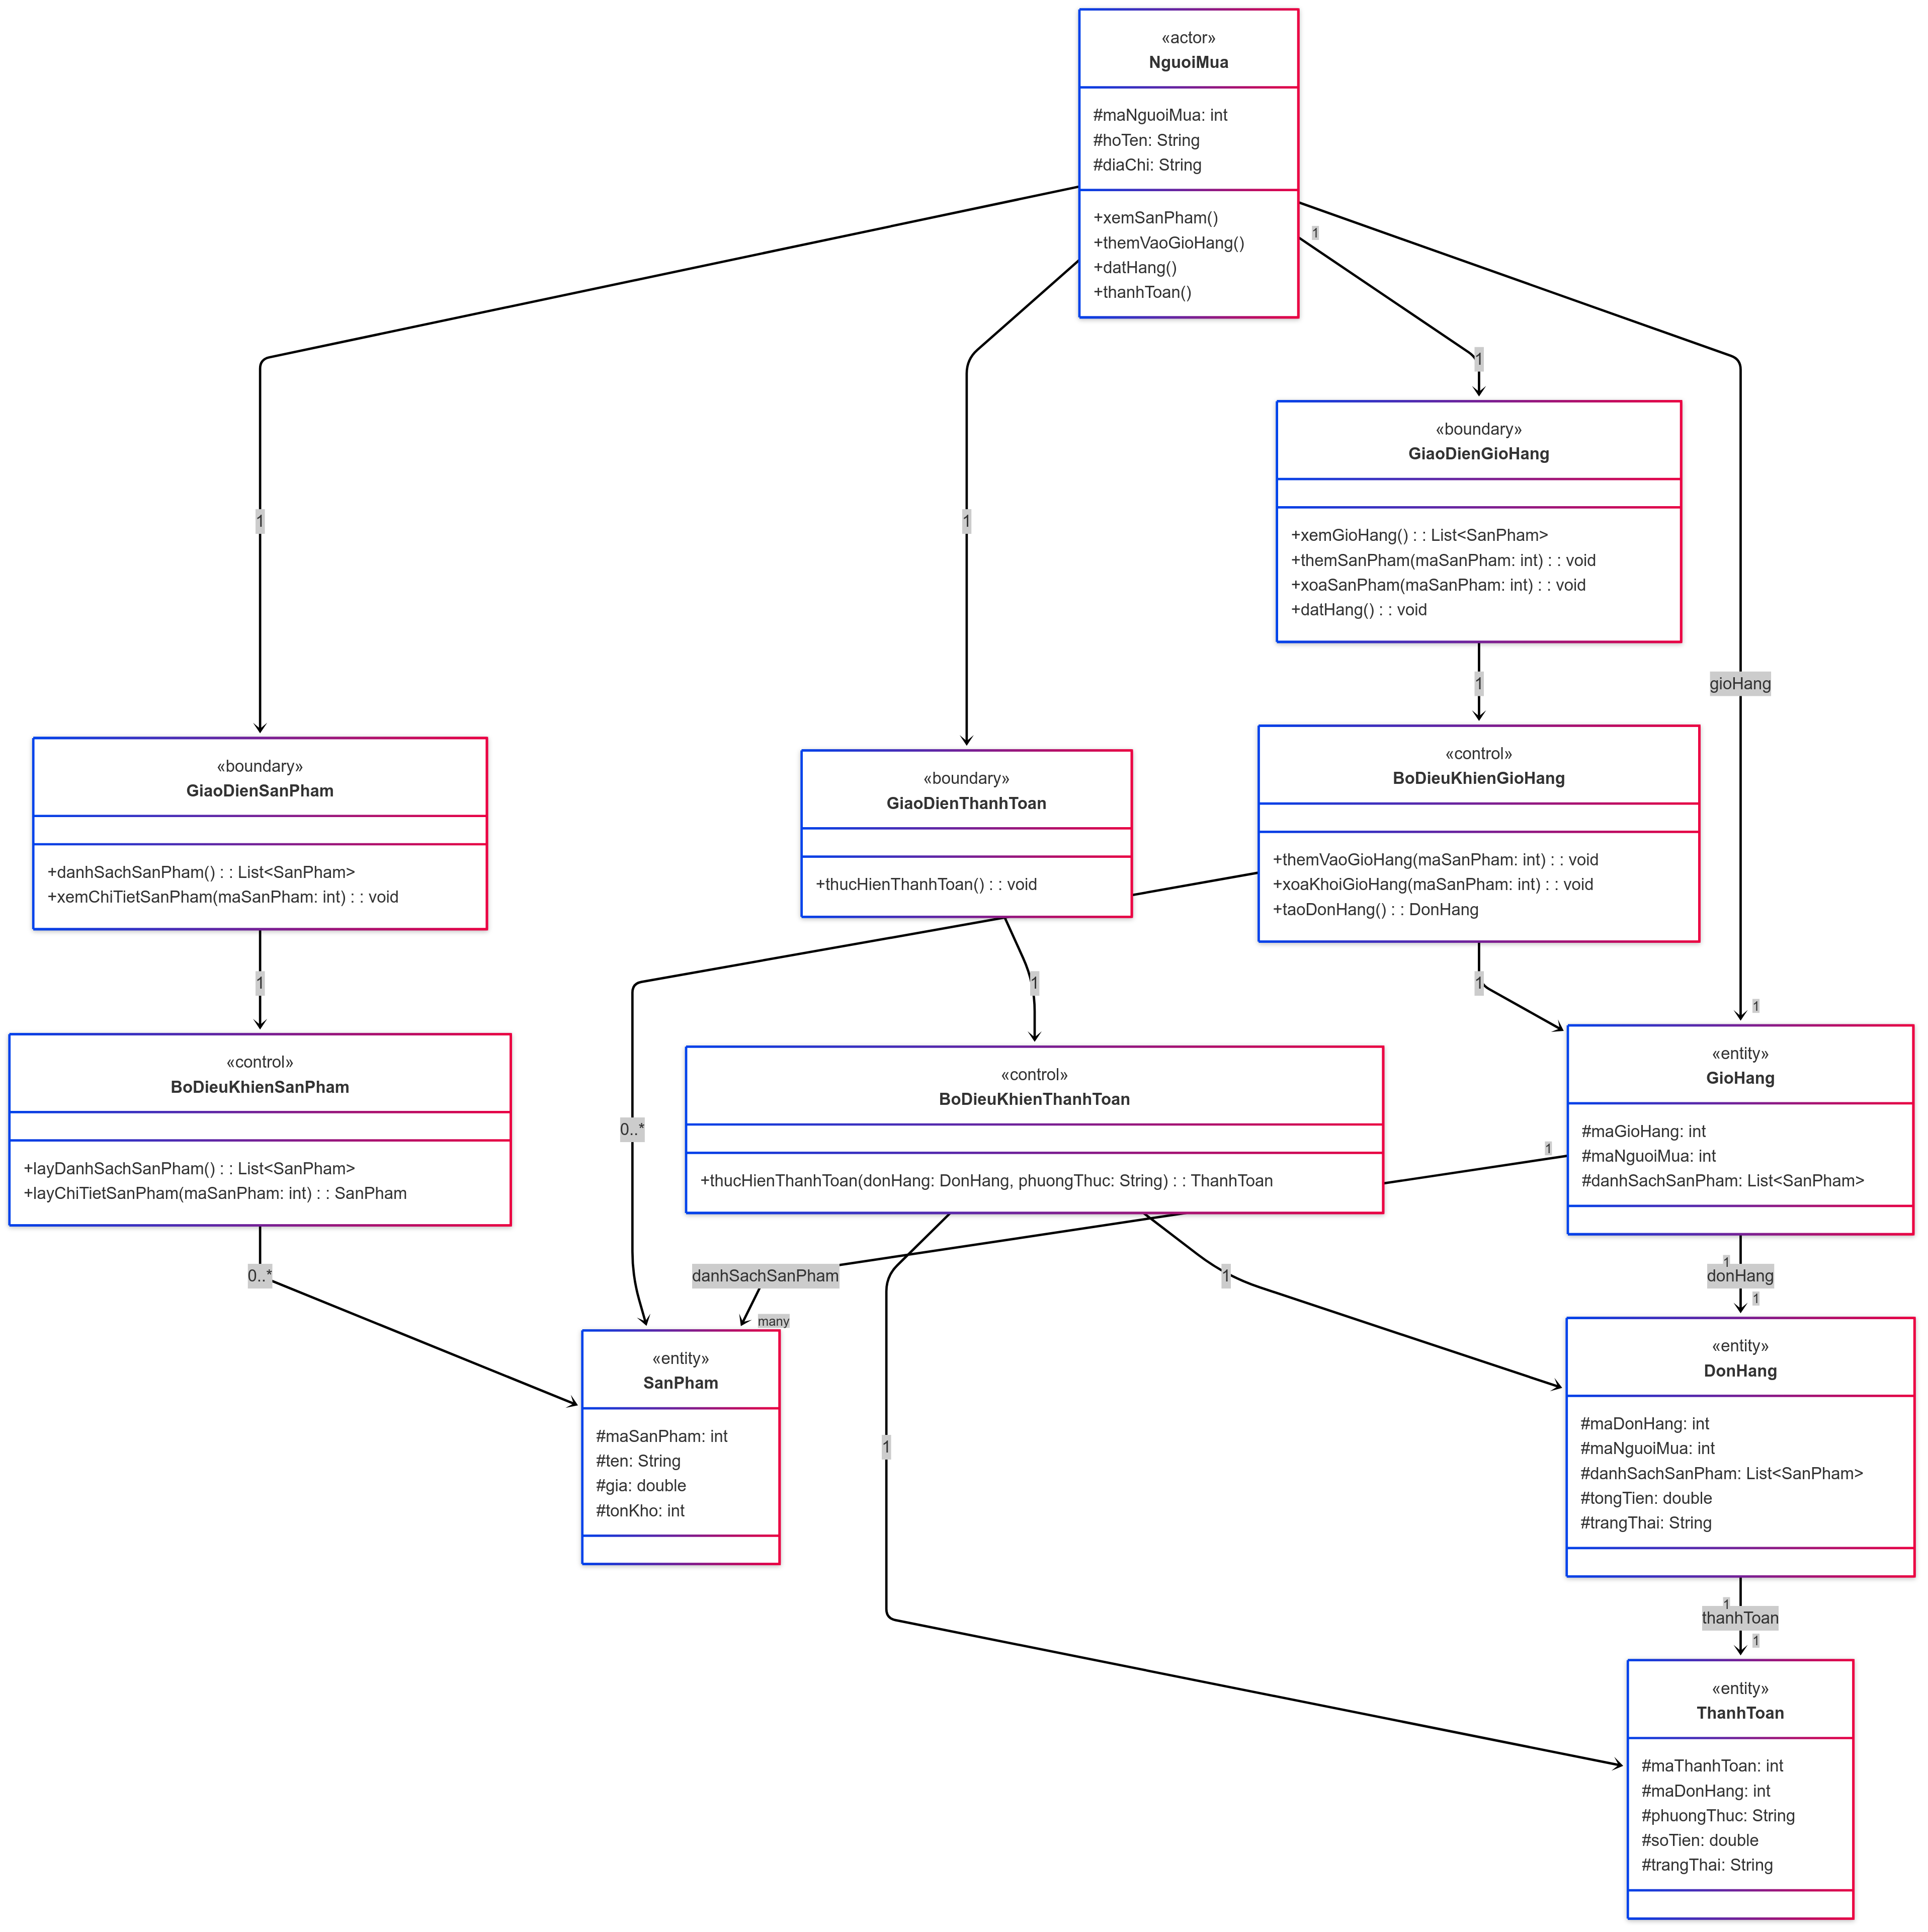 «actor»
NguoiMua
#maNguoiMua: int
#hoTen: String
#diaChi: String
+xemSanPham()
+themVaoGioHang()
+datHang()
+thanhToan()
1
1
«boundary»
GiaoDienGioHang
+xemGioHang() : : List<SanPham>
+themSanPham(maSanPham: int) : : void
+xoaSanPham(maSanPham: int) : : void
+datHang() : : void
1
1
1
gioHang
«boundary»
GiaoDienSanPham
+danhSachSanPham() : : List<SanPham>
+xemChiTietSanPham(maSanPham: int) : : void
«boundary»
GiaoDienThanhToan
+thucHienThanhToan() : : void
«control»
BoDieuKhienGioHang
+themVaoGioHang(maSanPham: int) : : void
+xoaKhoiGioHang(maSanPham: int) : : void
+taoDonHang() : : DonHang
1
1
1
1
«control»
BoDieuKhienSanPham
+layDanhSachSanPham() : : List<SanPham>
+layChiTietSanPham(maSanPham: int) : : SanPham
0..*
«control»
BoDieuKhienThanhToan
+thucHienThanhToan(donHang: DonHang, phuongThuc: String) : : ThanhToan
1
«entity»
GioHang
#maGioHang: int
#maNguoiMua: int
#danhSachSanPham: List<SanPham>
0..*
danhSachSanPham
many
1
1
donHang
1
«entity»
SanPham
#maSanPham: int
#ten: String
#gia: double
#tonKho: int
1
«entity»
DonHang
#maDonHang: int
#maNguoiMua: int
#danhSachSanPham: List<SanPham>
#tongTien: double
#trangThai: String
1
thanhToan
1
«entity»
ThanhToan
#maThanhToan: int
#maDonHang: int
#phuongThuc: String
#soTien: double
#trangThai: String